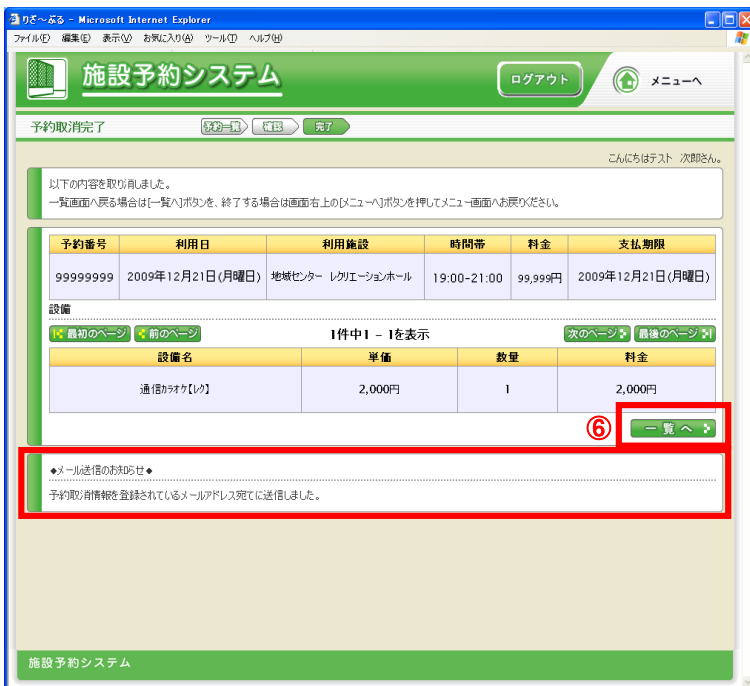 りざ～ぶる - Microsoft Internet Explorer
ファイル(F) 編集(E) 表示(V) お気に入り(A) ツール(T) ヘルプ(H)
施設予約システム
ログアウト
メニューへ
予約取消完了
予約一覧 確認 完了
こんにちはテスト 次郎さん。
以下の内容を取り消しました。
一覧画面へ戻る場合は[一覧へ]ボタンを、終了する場合は画面右上の[メニューへ]ボタンを押してメニュー画面へお戻りください。
予約番号 利用日 利用施設 時間帯 料金 支払期限
99999999 2009年12月21日(月曜日) 地域センター レクリエーションホール 19:00-21:00 99,999円 2009年12月21日(月曜日)
設備
最初のページ 前のページ 1件中1 - 1を表示 次のページ 最後のページ
設備名 単価 数量 料金
通信カラオケ【レク】 2,000円 1 2,000円
⑥ 一覧へ
◆メール送信のお知らせ◆
予約取消情報を登録されているメールアドレス宛てに送信しました。
施設予約システム